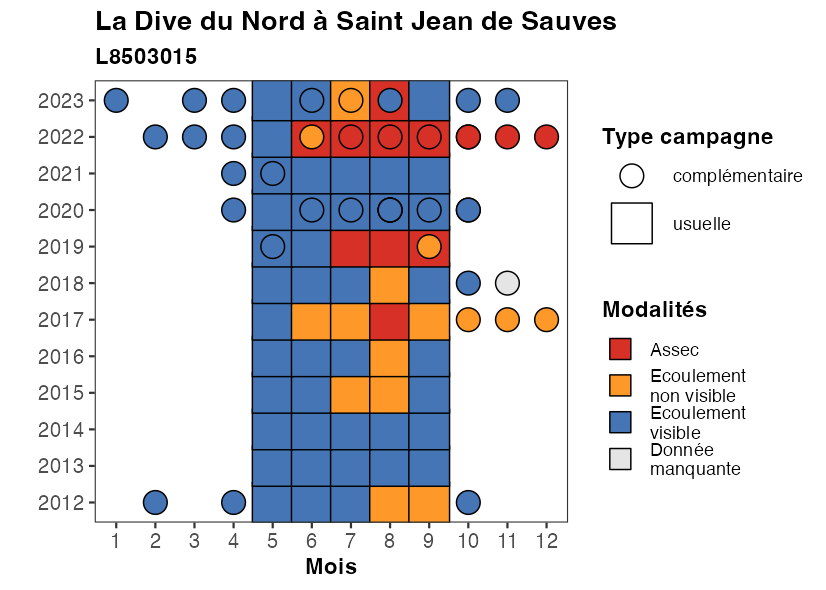 La Dive du Nord à Saint Jean de Sauves
L8503015
2023
2022
2021
2020
2019
2018
2017
2016
2015
2014
2013
2012
1 2 3 4 5 6 7 8 9 10 11 12
Mois
Type campagne
complémentaire
usuelle
Modalités
Assec
Ecoulement
non visible
Ecoulement
visible
Donnée
manquante